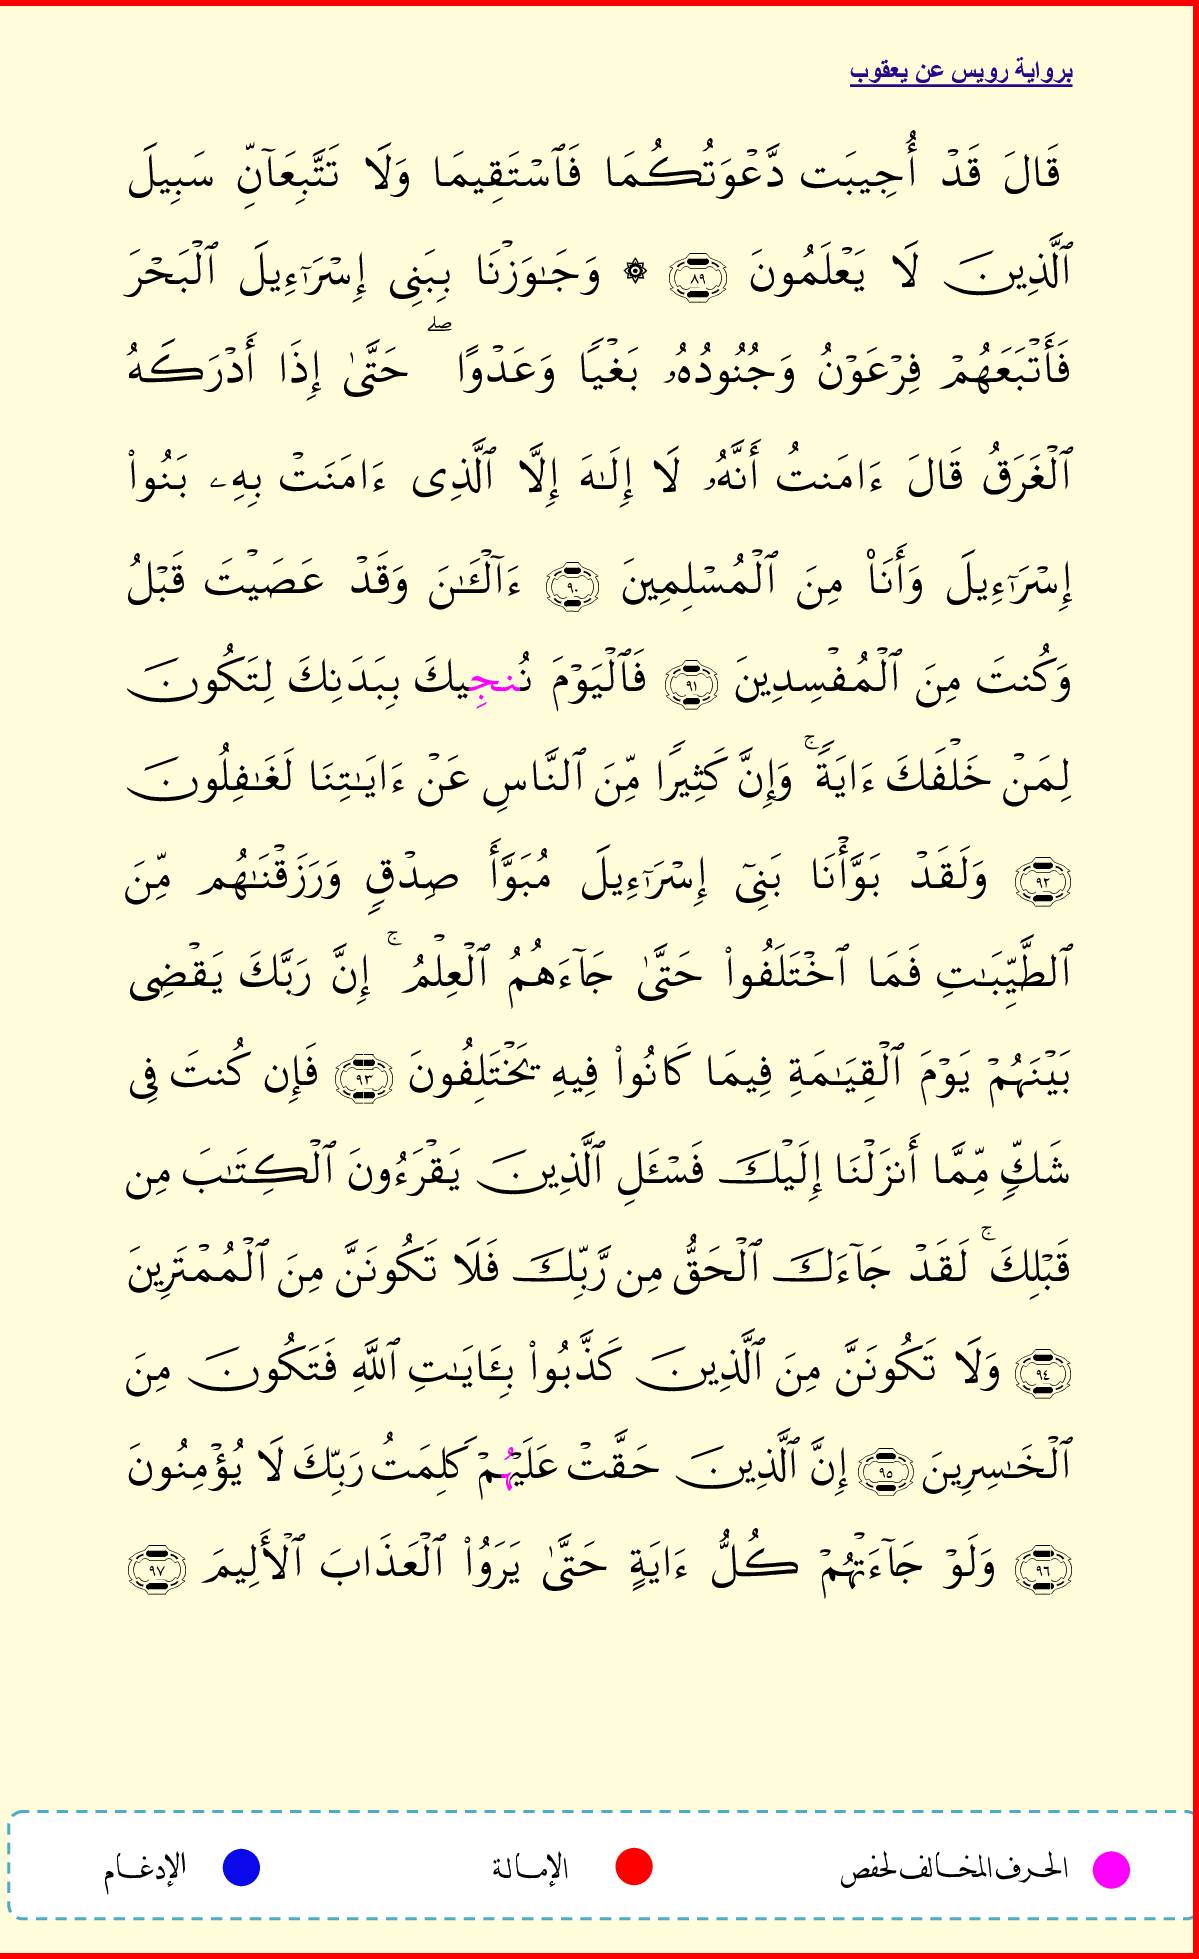 برواية رويس عن يعقوب
قَالَ قَدۡ أُجِيبَت دَّعۡوَتُكُمَا فَٱسۡتَقِيمَا وَلَا تَتَّبِعَآنِّ سَبِيلَ
ٱلَّذِينَ لَا يَعۡلَمُونَ ٨٩ ۞ وَجَٰوَزۡنَا بِبَنِي إِسۡرَٰٓءِيلَ ٱلۡبَحۡرَ
فَأَتۡبَعَهُمۡ فِرۡعَوۡنُ وَجُنُودُهُۥ بَغۡيٗا وَعَدۡوًاۖ حَتَّىٰ إِذَا أَدۡرَكَهُ
ٱلۡغَرَقُ قَالَ ءَامَنتُ أَنَّهُۥ لَا إِلَٰهَ إِلَّا ٱلَّذِي ءَامَنَتۡ بِهِۦ بَنُواْ
إِسۡرَٰٓءِيلَ وَأَنَا۠ مِنَ ٱلۡمُسۡلِمِينَ ٩٠ ءَآلۡـَٰٔنَ وَقَدۡ عَصَيۡتَ قَبۡلُ
وَكُنتَ مِنَ ٱلۡمُفۡسِدِينَ ٩١ فَٱلۡيَوۡمَ نُنجِيكَ بِبَدَنِكَ لِتَكُونَ
لِمَنۡ خَلۡفَكَ ءَايَةٗۚ وَإِنَّ كَثِيرٗا مِّنَ ٱلنَّاسِ عَنۡ ءَايَٰتِنَا لَغَٰفِلُونَ
٩٢ وَلَقَدۡ بَوَّأۡنَا بَنِيٓ إِسۡرَٰٓءِيلَ مُبَوَّأَ صِدۡقٖ وَرَزَقۡنَٰهُم مِّنَ
ٱلطَّيِّبَٰتِ فَمَا ٱخۡتَلَفُواْ حَتَّىٰ جَآءَهُمُ ٱلۡعِلۡمُۚ إِنَّ رَبَّكَ يَقۡضِي
بَيۡنَهُمۡ يَوۡمَ ٱلۡقِيَٰمَةِ فِيمَا كَانُواْ فِيهِ يَخۡتَلِفُونَ ٩٣ فَإِن كُنتَ فِي
شَكّٖ مِّمَّا أَنزَلۡنَا إِلَيۡكَ فَسۡـَٔلِ ٱلَّذِينَ يَقۡرَءُونَ ٱلۡكِتَٰبَ مِن
قَبۡلِكَۚ لَقَدۡ جَآءَكَ ٱلۡحَقُّ مِن رَّبِّكَ فَلَا تَكُونَنَّ مِنَ ٱلۡمُمۡتَرِينَ
٩٤ وَلَا تَكُونَنَّ مِنَ ٱلَّذِينَ كَذَّبُواْ بِـَٔايَٰتِ ٱللَّهِ فَتَكُونَ مِنَ
ٱلۡخَٰسِرِينَ ٩٥ إِنَّ ٱلَّذِينَ حَقَّتۡ عَلَيۡهُمۡ كَلِمَتُ رَبِّكَ لَا يُؤۡمِنُونَ
٩٦ وَلَوۡ جَآءَتۡهُمۡ كُلُّ ءَايَةٍ حَتَّىٰ يَرَوُاْ ٱلۡعَذَابَ ٱلۡأَلِيمَ ٩٧
الحرف المخالف لحفص الإمالة الإدغام